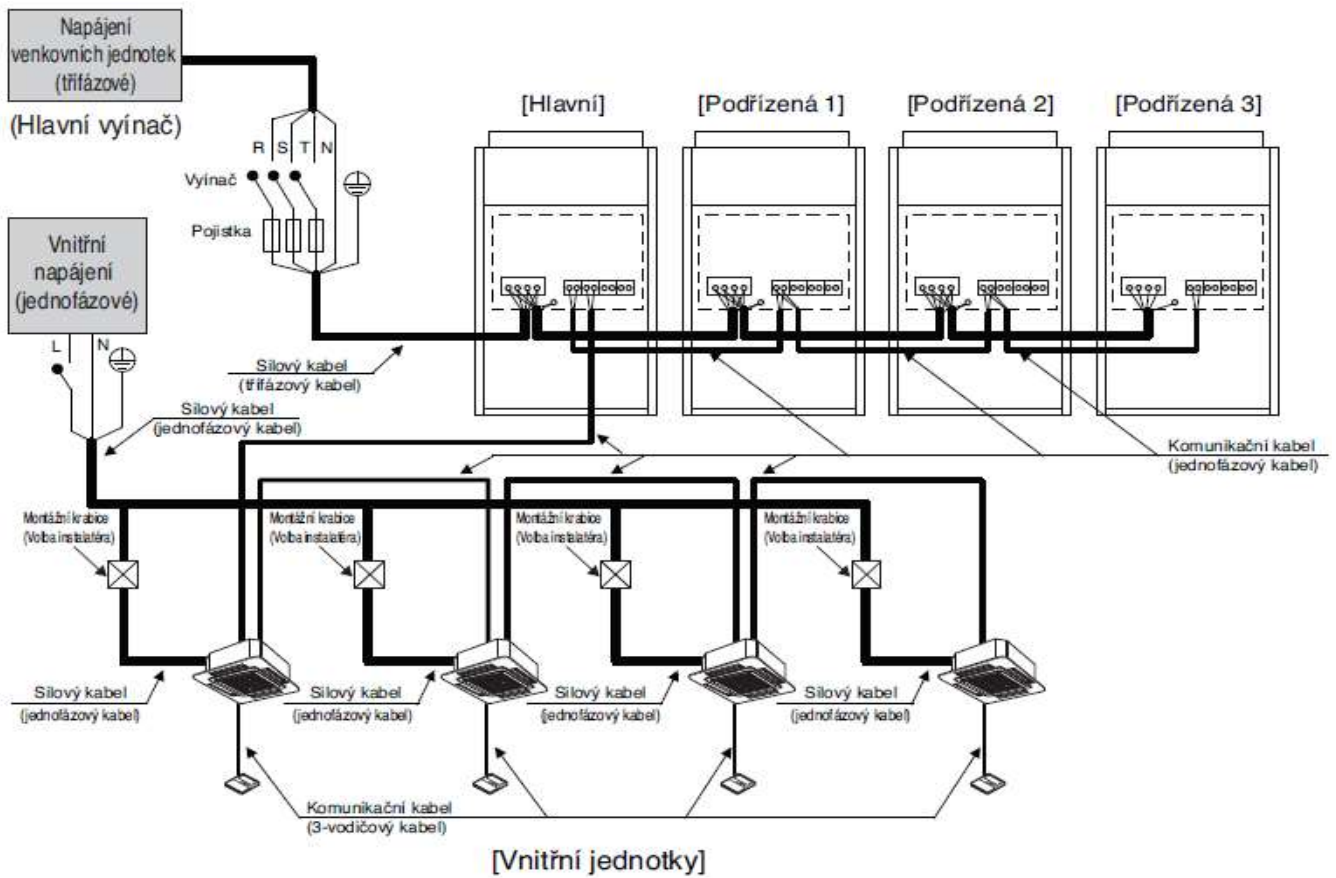 Napájení
venkovních jednotek
(třífázové)
(Hlavní vyínač)
[Hlavní]
[Podřízená 1]
[Podřízená 2]
[Podřízená 3]
R S T N
Vyínač
Pojistka
Vnitřní
napájení
(jednofázové)
L N
Silový kabel
(třífázový kabel)
Silový kabel
(jednofázový kabel)
Komunikační kabel
(jednofázový kabel)
Montážní krabice
(Volba instalatéra)
Montážní krabice
(Volba instalatéra)
Montážní krabice
(Volba instalatéra)
Montážní krabice
(Volba instalatéra)
Silový kabel
(jednofázový kabel)
Silový kabel
(jednofázový kabel)
Silový kabel
(jednofázový kabel)
Silový kabel
(jednofázový kabel)
Komunikační kabel
(3-vodičový kabel)
[Vnitřní jednotky]